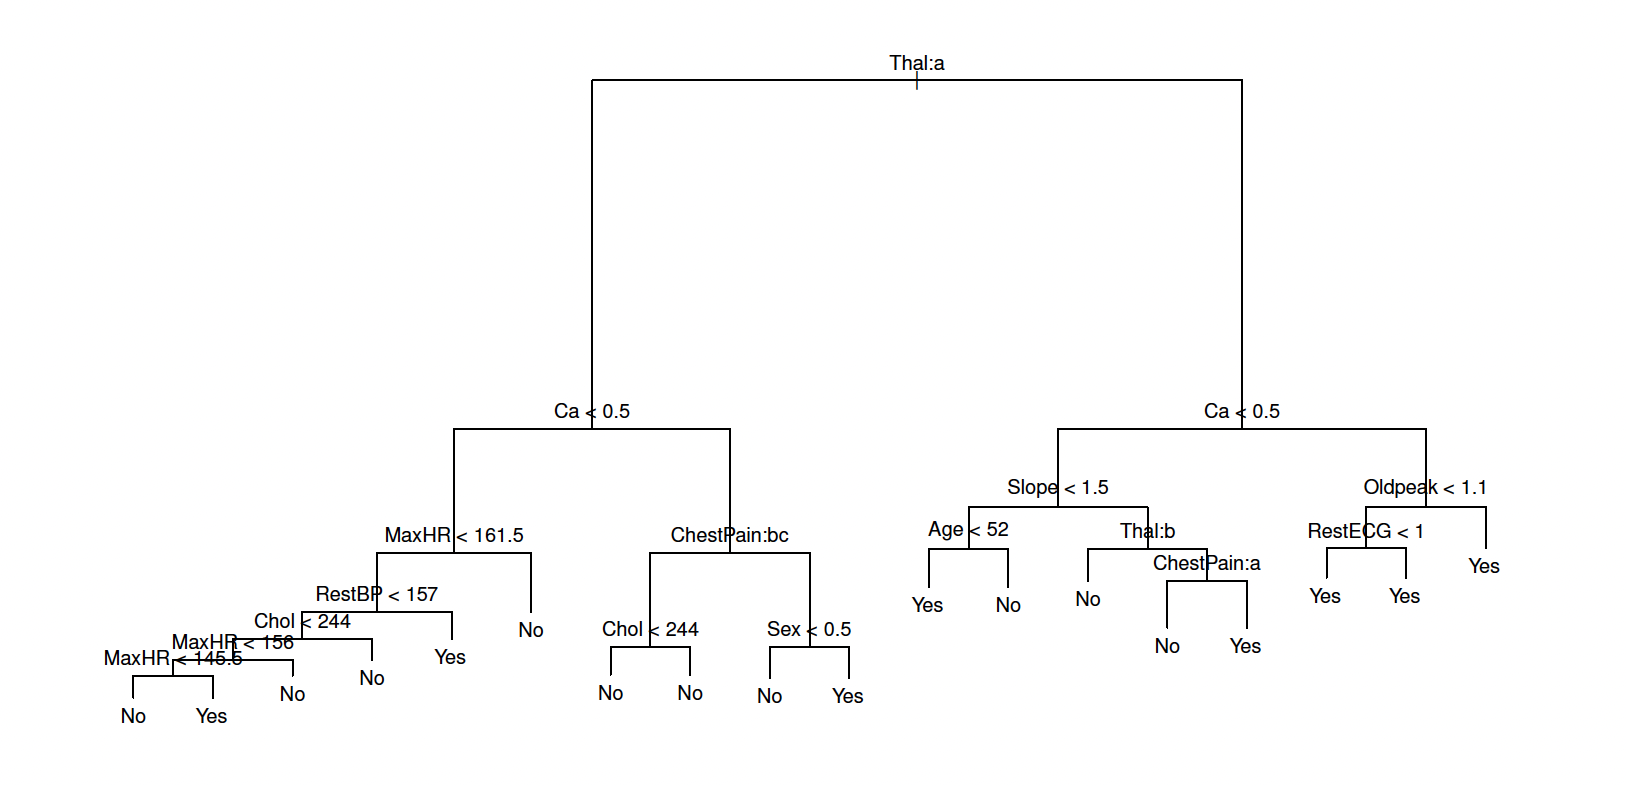 Thal:a
Ca < 0.5
Ca < 0.5
Slope < 1.5
Oldpeak < 1.1
MaxHR < 161.5
ChestPain:bc
Age < 52
Thal:b
RestECG < 1
ChestPain:a
Yes
RestBP < 157
Yes
No
No
Yes
Yes
Chol < 244
No
Chol < 244
Sex < 0.5
MaxHR < 156
No
Yes
MaxHR < 145.5
Yes
No
No
No
No
No
Yes
No
Yes